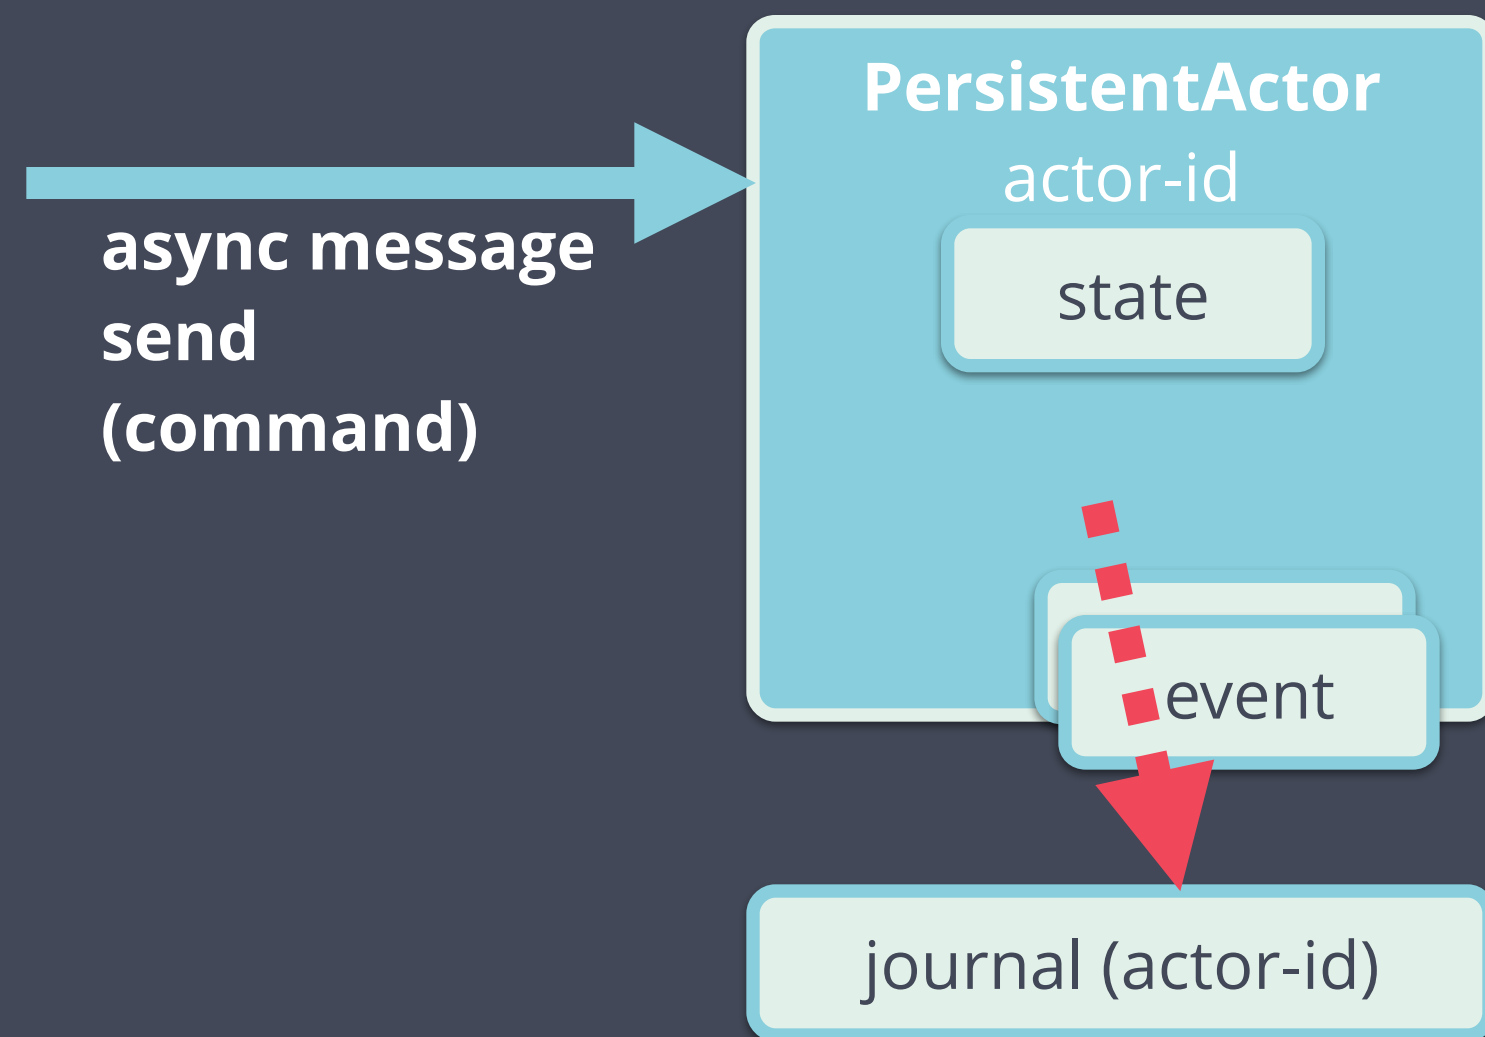 PersistentActor
actor-id
async message
send
(command)
state
event
journal (actor-id)